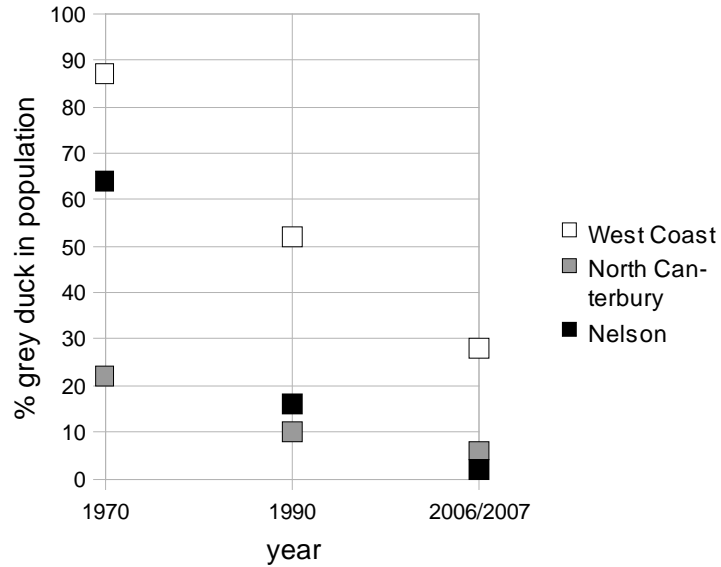 100
90
80
70
60
50
40
30
20
10
0
% grey duck in population
1970
1990
2006/2007
year
West Coast
North Can-
terbury
Nelson